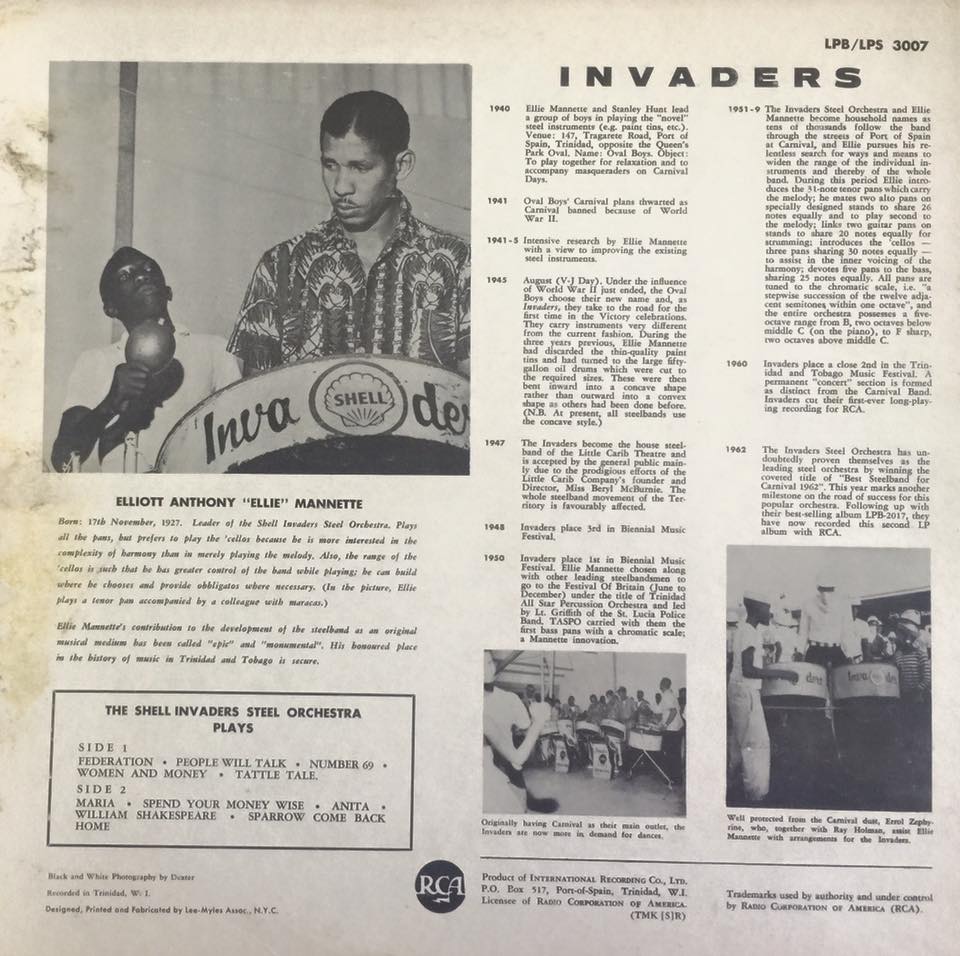 LPB/LPS 3007
INVADERS
Inva SHELL der
ELLIOTT ANTHONY "ELLIE" MANNETTE
Born: 17th November, 1927. Leader of the Shell Invaders Steel Orchestra. Plays
all the pans, but prefers to play the 'cellos because he is more interested in the
complexity of harmony than in merely playing the melody. Also, the range of the
'cellos is such that he has greater control of the band while playing; he can build
where he chooses and provide obbligatos where necessary. (In the picture, Ellie
plays a tenor pan accompanied by a colleague with maracas.)
Ellie Mannette's contribution to the development of the steelband as an original
musical medium has been called "epic" and "monumental". His honoured place
in the history of music in Trinidad and Tobago is secure.
THE SHELL INVADERS STEEL ORCHESTRA
PLAYS
SIDE 1
FEDERATION • PEOPLE WILL TALK • NUMBER 69 •
WOMEN AND MONEY • TATTLE TALE.
SIDE 2
MARIA • SPEND YOUR MONEY WISE • ANITA •
WILLIAM SHAKESPEARE • SPARROW COME BACK
HOME
Black and White Photography by Dexter
Recorded in Trinidad, W. I.
Designed, Printed and Fabricated by Lee-Myles Assoc., N.Y.C.
1940 Ellie Mannette and Stanley Hunt lead
a group of boys in playing the "novel"
steel instruments (e.g. paint tins, etc.).
Venue: 147, Tragarete Road, Port of
Spain, Trinidad, opposite the Queen's
Park Oval. Name: Oval Boys. Object:
To play together for relaxation and to
accompany masqueraders on Carnival
Days.
1941 Oval Boys' Carnival plans thwarted as
Carnival banned because of World
War II.
1941-5 Intensive research by Ellie Mannette
with a view to improving the existing
steel instruments.
1945 August (V-J Day). Under the influence
of World War II just ended, the Oval
Boys choose their new name and, as
Invaders, they take to the road for the
first time in the Victory celebrations.
They carry instruments very different
from the current fashion. During the
three years previous, Ellie Mannette
had discarded the thin-quality paint
tins and had turned to the large fifty-
gallon oil drums which were cut to
the required sizes. These were then
bent inward into a concave shape
rather than outward into a convex
shape as others had been done before.
(N.B. At present, all steelbands use
the concave style.)
1947 The Invaders become the house steel-
band of the Little Carib Theatre and
is accepted by the general public main-
ly due to the prodigious efforts of the
Little Carib Company's founder and
Director, Miss Beryl McBurnie. The
whole steelband movement of the Ter-
ritory is favourably affected.
1948 Invaders place 3rd in Biennial Music
Festival.
1950 Invaders place 1st in Biennial Music
Festival. Ellie Mannette chosen along
with other leading steelbandsmen to
go to the Festival Of Britain (June to
December) under the title of Trinidad
All Star Percussion Orchestra and led
by Lt. Griffith of the St. Lucia Police
Band. TASPO carried with them the
first bass pans with a chromatic scale;
a Mannette innovation.
Originally having Carnival as their main outlet, the
Invaders are now more in demand for dances.
1951-9 The Invaders Steel Orchestra and Ellie
Mannette become household names as
tens of thousands follow the band
through the streets of Port of Spain
at Carnival, and Ellie pursues his re-
lentless search for ways and means to
widen the range of the individual in-
struments and thereby of the whole
band. During this period Ellie intro-
duces the 31-note tenor pans which carry
the melody; he mates two alto pans on
specially designed stands to share 26
notes equally and to play second to
the melody; links two guitar pans on
stands to share 20 notes equally for
strumming; introduces the 'cellos —
three pans sharing 30 notes equally —
to assist in the inner voicing of the
harmony; devotes five pans to the bass,
sharing 25 notes equally. All pans are
tuned to the chromatic scale, i.e. "a
stepwise succession of the twelve adja-
cent semitones within one octave", and
the entire orchestra possesses a five-
octave range from B, two octaves below
middle C (on the piano), to F sharp,
two octaves above middle C.
1960 Invaders place a close 2nd in the Trin-
idad and Tobago Music Festival. A
permanent "concert" section is formed
as distinct from the Carnival Band.
Invaders cut their first-ever long-play-
ing recording for RCA.
1962 The Invaders Steel Orchestra has un-
doubtedly proven themselves as the
leading steel orchestra by winning the
coveted title of "Best Steelband for
Carnival 1962". This year marks another
milestone on the road of success for this
popular orchestra. Following up with
their best-selling album LPB-2017, they
have now recorded this second LP
album with RCA.
der Inva der
Well protected from the Carnival dust, Errol Zephy-
rine, who, together with Ray Holman, assist Ellie
Mannette with arrangements for the Invaders.
RCA
Product of INTERNATIONAL RECORDING CO., LTD.
P.O. Box 517, Port-of-Spain, Trinidad, W.I.
Licensee of RADIO CORPORATION OF AMERICA.
(TMK [S]R)
Trademarks used by authority and under control
by RADIO CORPORATION OF AMERICA (RCA).